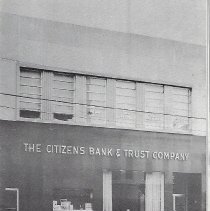 THE CITIZENS BANK & TRUST COMPANY